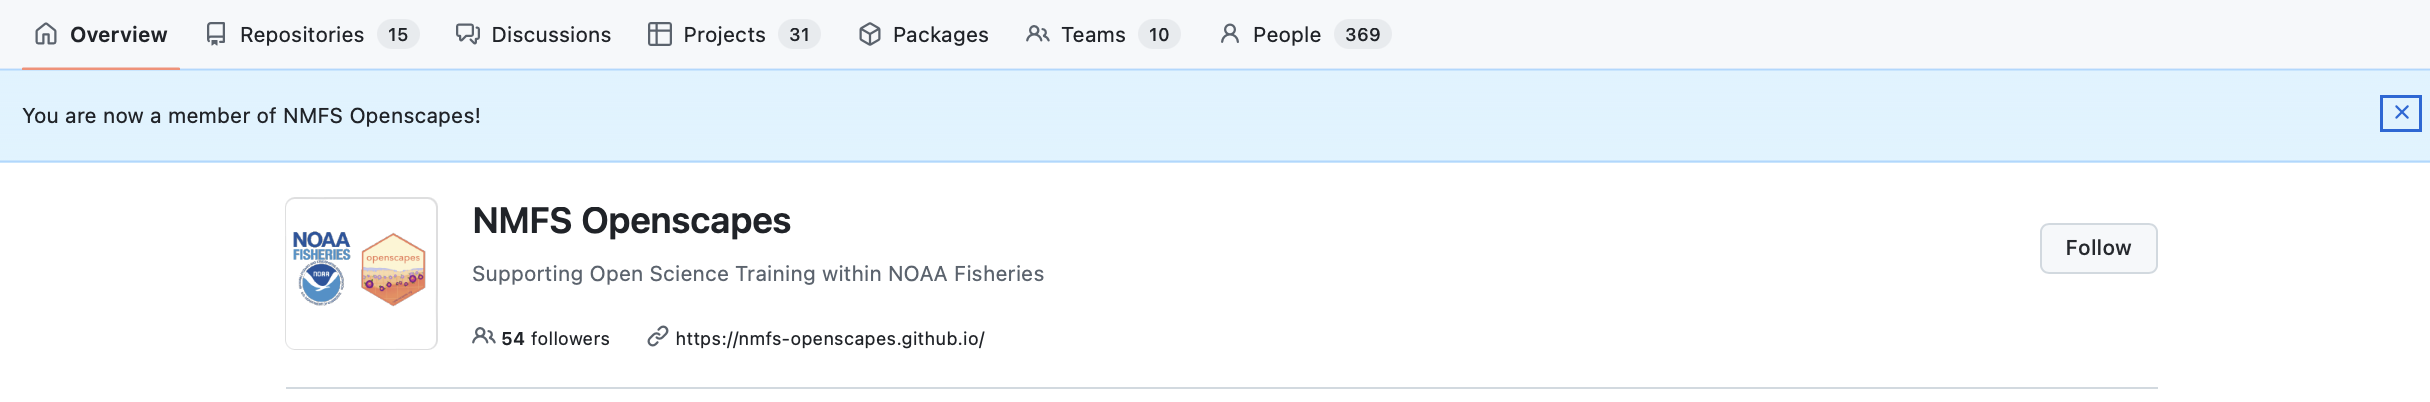 Overview Repositories 15 Discussions Projects 31 Packages Teams 10 People 369
You are now a member of NMFS Openscapes!
NOAA
FISHERIES
NOAA
openscapes
NMFS Openscapes
Supporting Open Science Training within NOAA Fisheries
54 followers https://nmfs-openscapes.github.io/
Follow